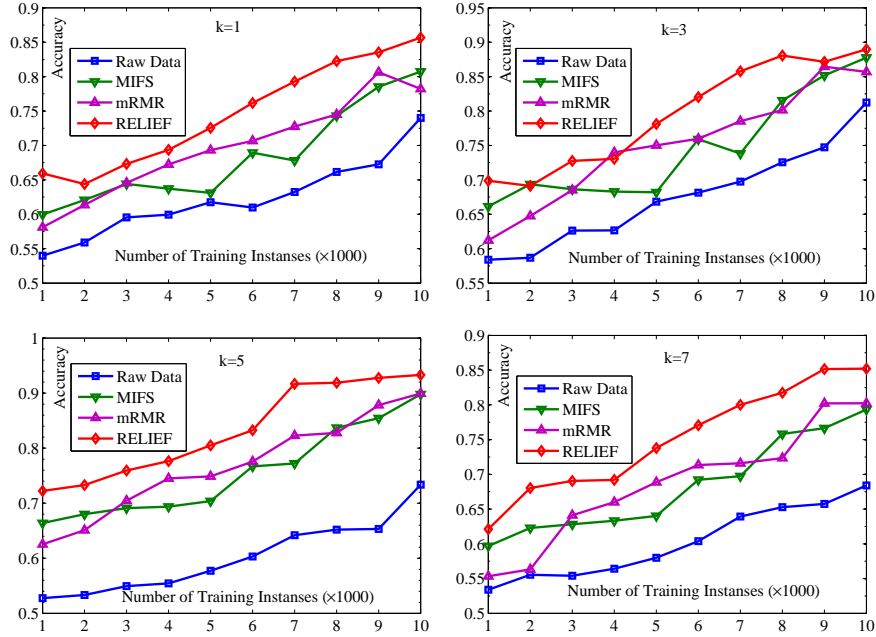 k=1
Accuracy
Raw Data
MIFS
mRMR
RELIEF
0.9
0.85
0.8
0.75
0.7
0.65
0.6
0.55
0.5
Number of Training Instanses (×1000)
1 2 3 4 5 6 7 8 9 10
k=3
Accuracy
Raw Data
MIFS
mRMR
RELIEF
0.95
0.9
0.85
0.8
0.75
0.7
0.65
0.6
0.55
0.5
Number of Training Instanses (×1000)
1 2 3 4 5 6 7 8 9 10
k=5
Accuracy
Raw Data
MIFS
mRMR
RELIEF
1
0.9
0.8
0.7
0.6
0.5
Number of Training Instanses (×1000)
1 2 3 4 5 6 7 8 9 10
k=7
Accuracy
Raw Data
MIFS
mRMR
RELIEF
0.9
0.85
0.8
0.75
0.7
0.65
0.6
0.55
0.5
Number of Training Instanses (×1000)
1 2 3 4 5 6 7 8 9 10